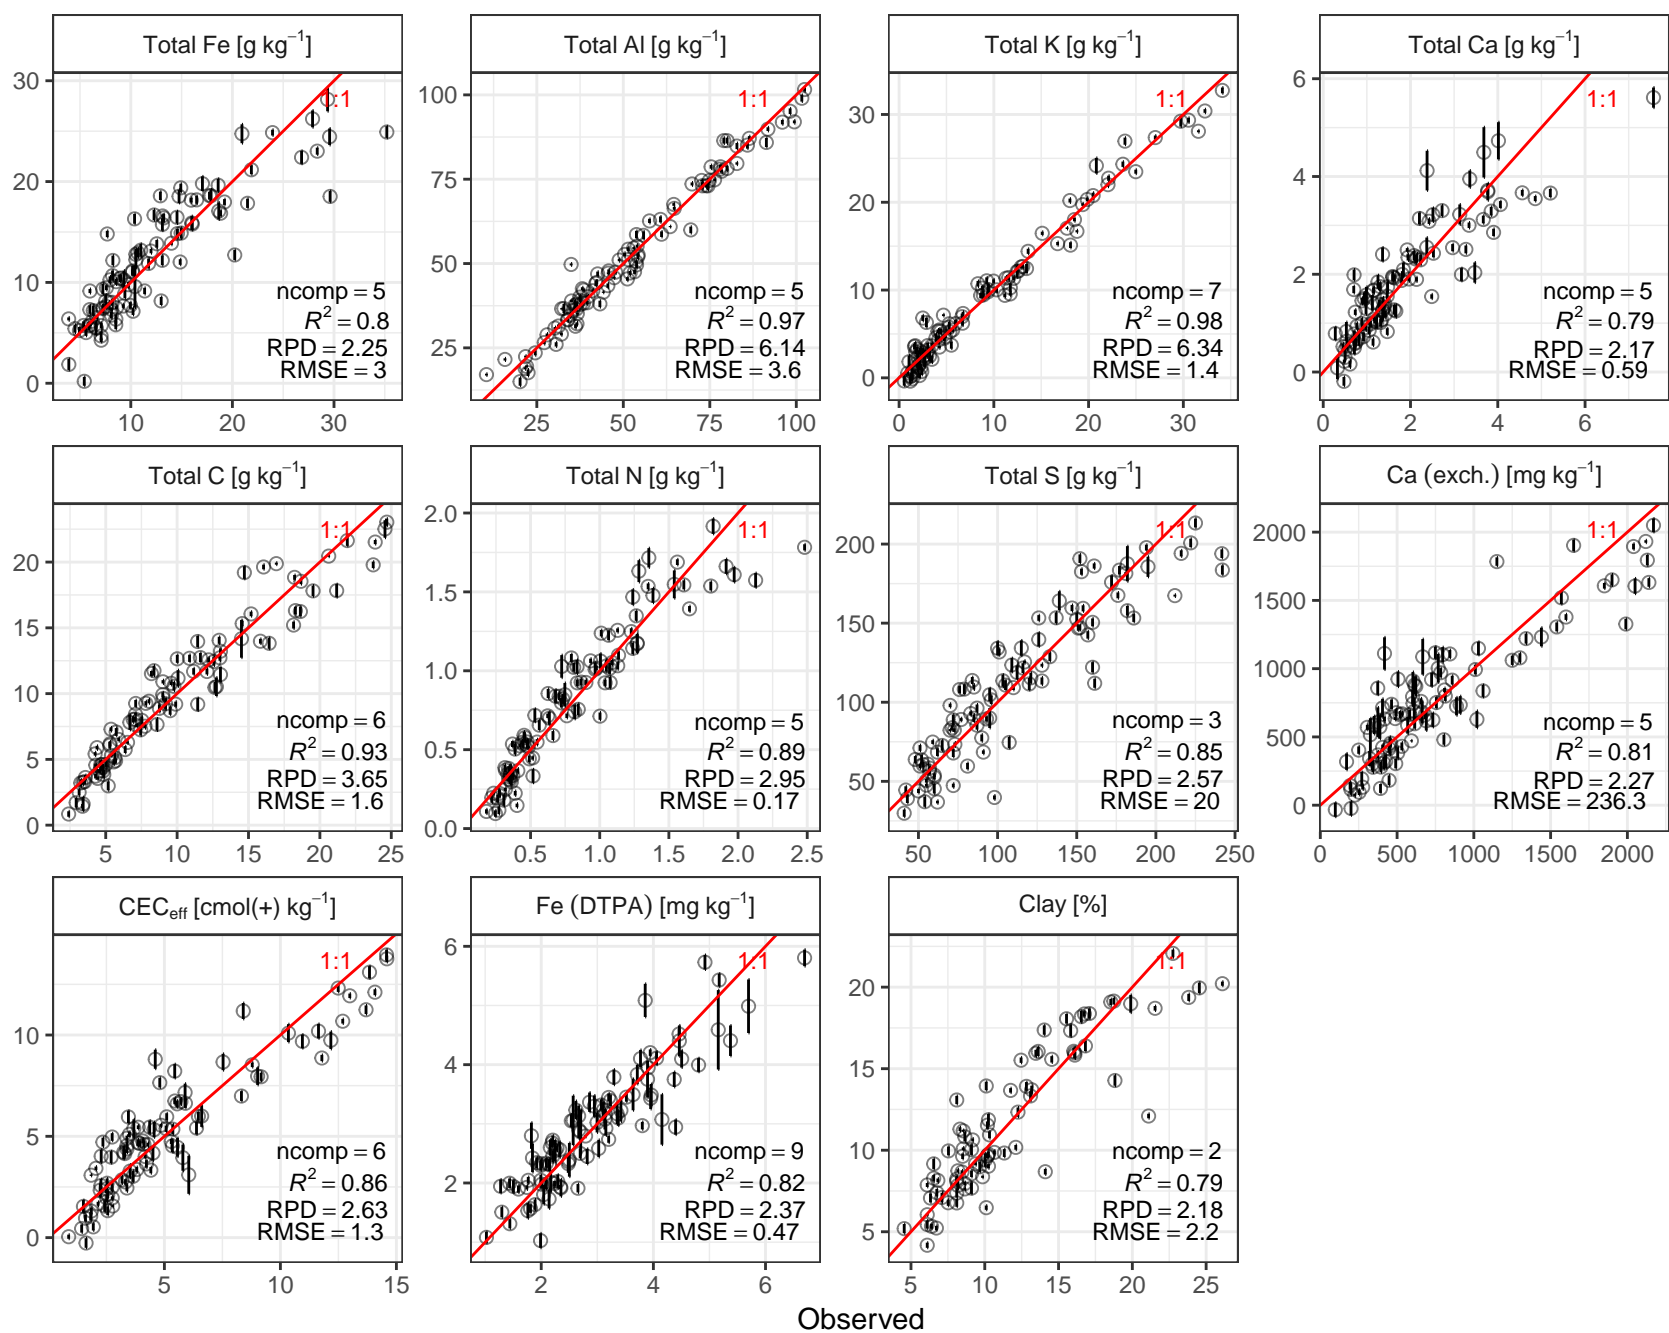 Total Fe [g kg⁻¹]
30
20
10
0
10
20
30
1:1
ncomp = 5
R² = 0.8
RPD = 2.25
RMSE = 3
Total Al [g kg⁻¹]
100
75
50
25
25
50
75
100
1:1
ncomp = 5
R² = 0.97
RPD = 6.14
RMSE = 3.6
Total K [g kg⁻¹]
30
20
10
0
0
10
20
30
1:1
ncomp = 7
R² = 0.98
RPD = 6.34
RMSE = 1.4
Total Ca [g kg⁻¹]
6
4
2
0
0
2
4
6
1:1
ncomp = 5
R² = 0.79
RPD = 2.17
RMSE = 0.59
Total C [g kg⁻¹]
20
15
10
5
0
5
10
15
20
25
1:1
ncomp = 6
R² = 0.93
RPD = 3.65
RMSE = 1.6
Total N [g kg⁻¹]
2.0
1.5
1.0
0.5
0.0
0.5
1.0
1.5
2.0
2.5
1:1
ncomp = 5
R² = 0.89
RPD = 2.95
RMSE = 0.17
Total S [g kg⁻¹]
200
150
100
50
50
100
150
200
250
1:1
ncomp = 3
R² = 0.85
RPD = 2.57
RMSE = 20
Ca (exch.) [mg kg⁻¹]
2000
1500
1000
500
0
0
500
1000
1500
2000
1:1
ncomp = 5
R² = 0.81
RPD = 2.27
RMSE = 236.3
CEC_eff [cmol(+) kg⁻¹]
10
5
0
5
10
15
1:1
ncomp = 6
R² = 0.86
RPD = 2.63
RMSE = 1.3
Fe (DTPA) [mg kg⁻¹]
6
4
2
2
4
6
1:1
ncomp = 9
R² = 0.82
RPD = 2.37
RMSE = 0.47
Clay [%]
20
15
10
5
5
10
15
20
25
1:1
ncomp = 2
R² = 0.79
RPD = 2.18
RMSE = 2.2
Observed